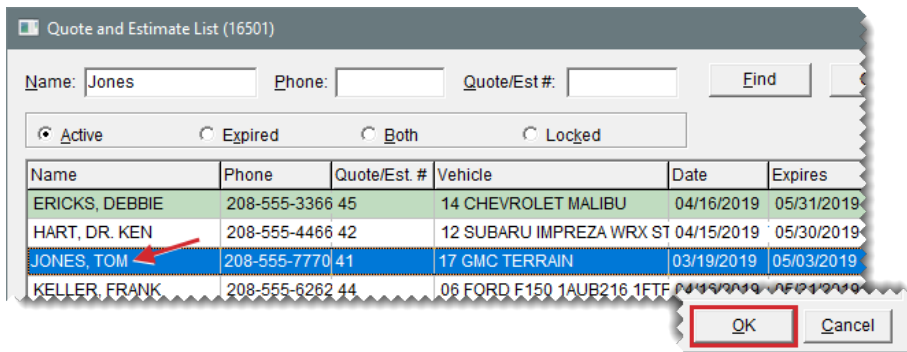 Quote and Estimate List (16501)
Name: Jones Phone: Quote/Est #: Find
Active Expired Both Locked
Name Phone Quote/Est. # Vehicle Date Expires
ERICKS, DEBBIE 208-555-3366 45 14 CHEVROLET MALIBU 04/16/2019 05/31/2019
HART, DR. KEN 208-555-4466 42 12 SUBARU IMPREZA WRX ST 04/15/2019 05/30/2019
JONES, TOM 208-555-7770 41 17 GMC TERRAIN 03/19/2019 05/03/2019
KELLER, FRANK 208-555-6262 44 06 FORD F150 1AUB216 1FTF
OK Cancel